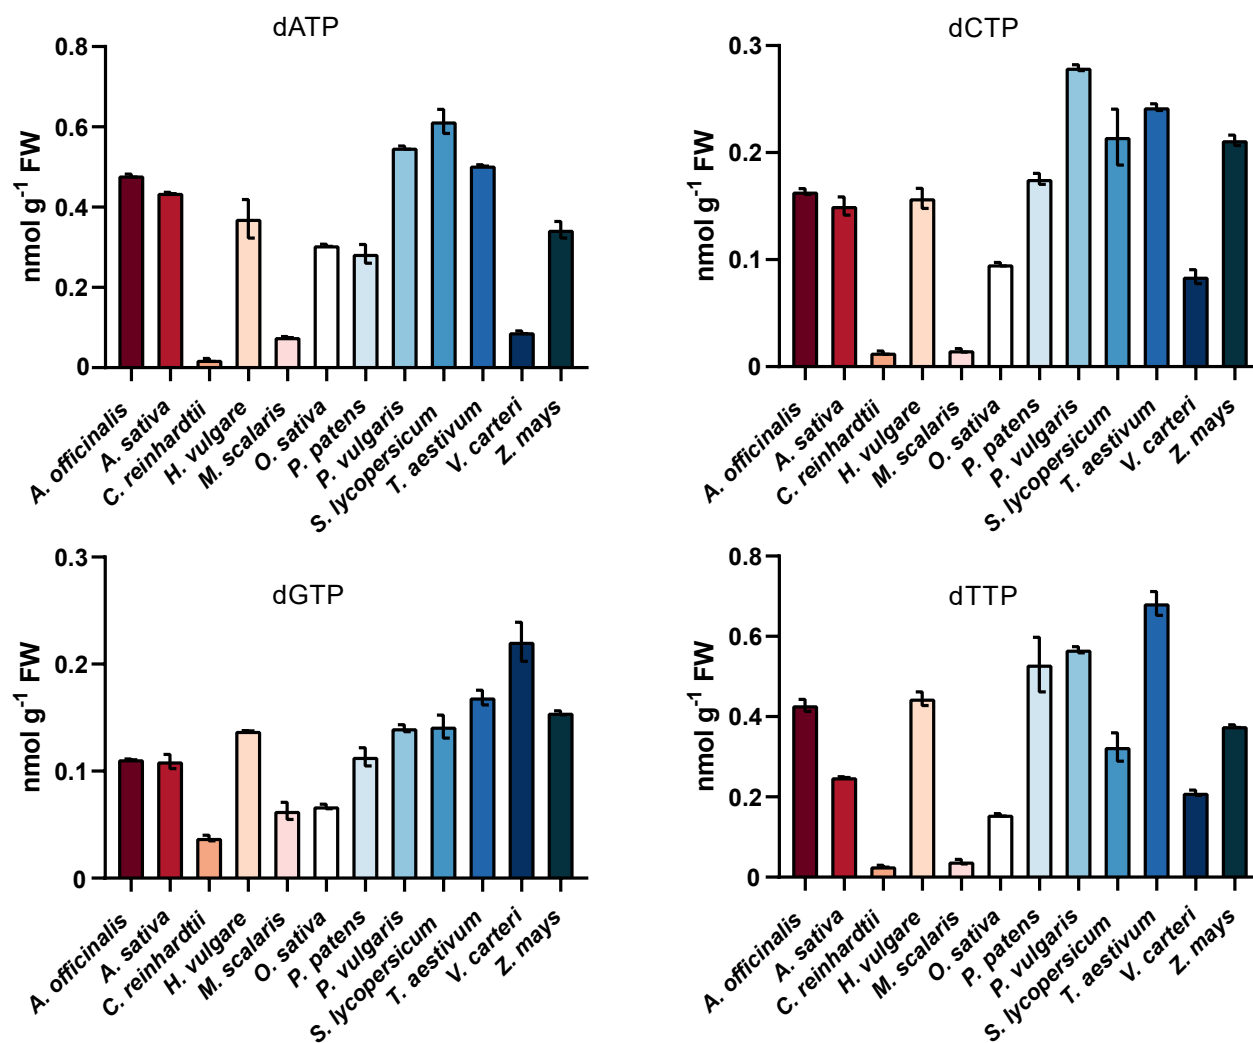 dATP
nmol g⁻¹ FW
0.8
0.6
0.4
0.2
0
A. officinalis
A. sativa
C. reinhardtii
H. vulgare
M. scalaris
O. sativa
P. patens
P. vulgaris
S. lycopersicum
T. aestivum
V. carteri
Z. mays
dCTP
nmol g⁻¹ FW
0.3
0.2
0.1
0
A. officinalis
A. sativa
C. reinhardtii
H. vulgare
M. scalaris
O. sativa
P. patens
P. vulgaris
S. lycopersicum
T. aestivum
V. carteri
Z. mays
dGTP
nmol g⁻¹ FW
0.3
0.2
0.1
0
A. officinalis
A. sativa
C. reinhardtii
H. vulgare
M. scalaris
O. sativa
P. patens
P. vulgaris
S. lycopersicum
T. aestivum
V. carteri
Z. mays
dTTP
nmol g⁻¹ FW
0.8
0.6
0.4
0.2
0
A. officinalis
A. sativa
C. reinhardtii
H. vulgare
M. scalaris
O. sativa
P. patens
P. vulgaris
S. lycopersicum
T. aestivum
V. carteri
Z. mays